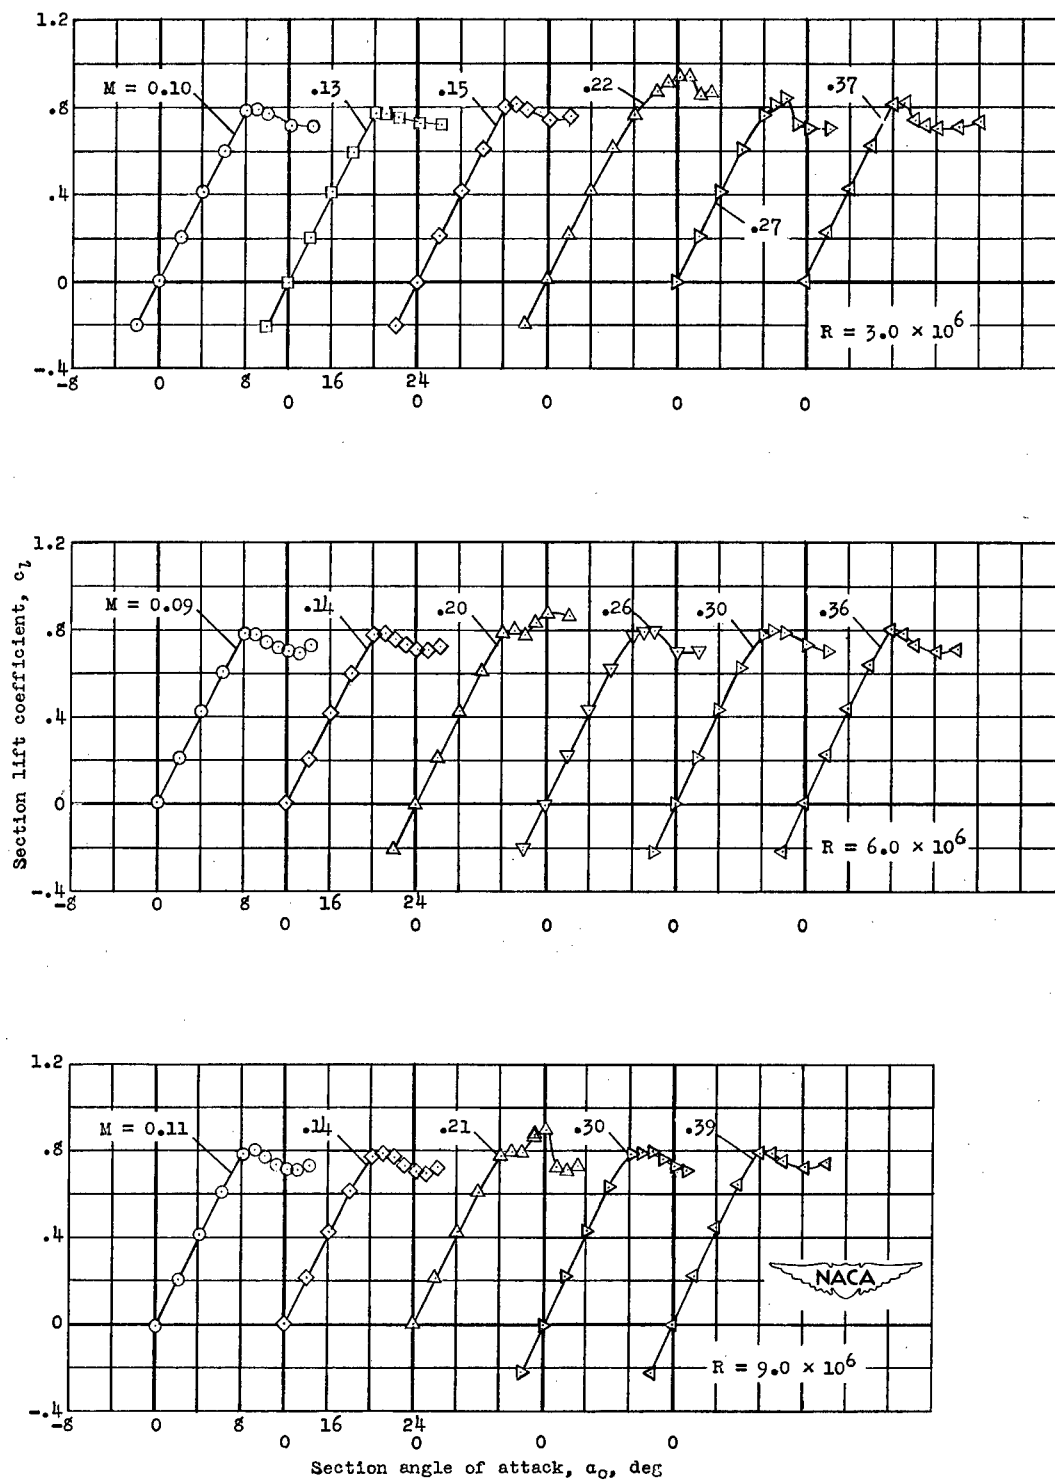 1.2
M = 0.10
.13
.15
.22
.37
.8
.4
.27
0
R = 3.0 × 10⁶
-.4
-8 0 8 16 24
0 0 0 0 0
1.2
M = 0.09
.14
.20
.26
.30
.36
.8
.4
0
R = 6.0 × 10⁶
-.4
-8 0 8 16 24
0 0 0 0 0
Section lift coefficient, c_l
1.2
M = 0.11
.14
.21
.30
.39
.8
.4
NACA
0
R = 9.0 × 10⁶
-.4
-8 0 8 16 24
0 0 0 0
Section angle of attack, α₀, deg